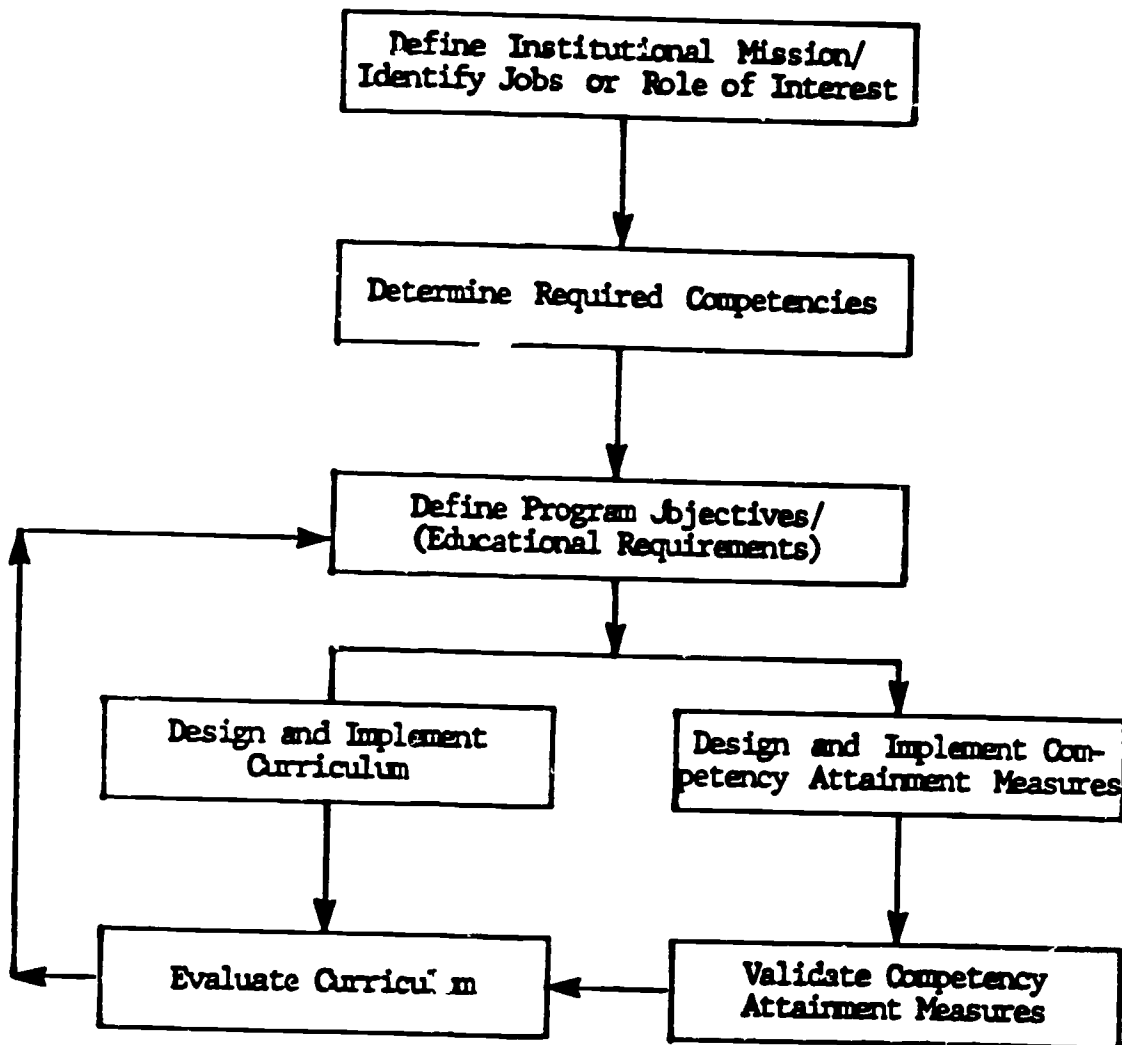 Define Institutional Mission/
Identify Jobs or Role of Interest
Determine Required Competencies
Define Program Objectives/
(Educational Requirements)
Design and Implement
Curriculum
Design and Implement Com-
petency Attainment Measures
Evaluate Curriculum
Validate Competency
Attainment Measures